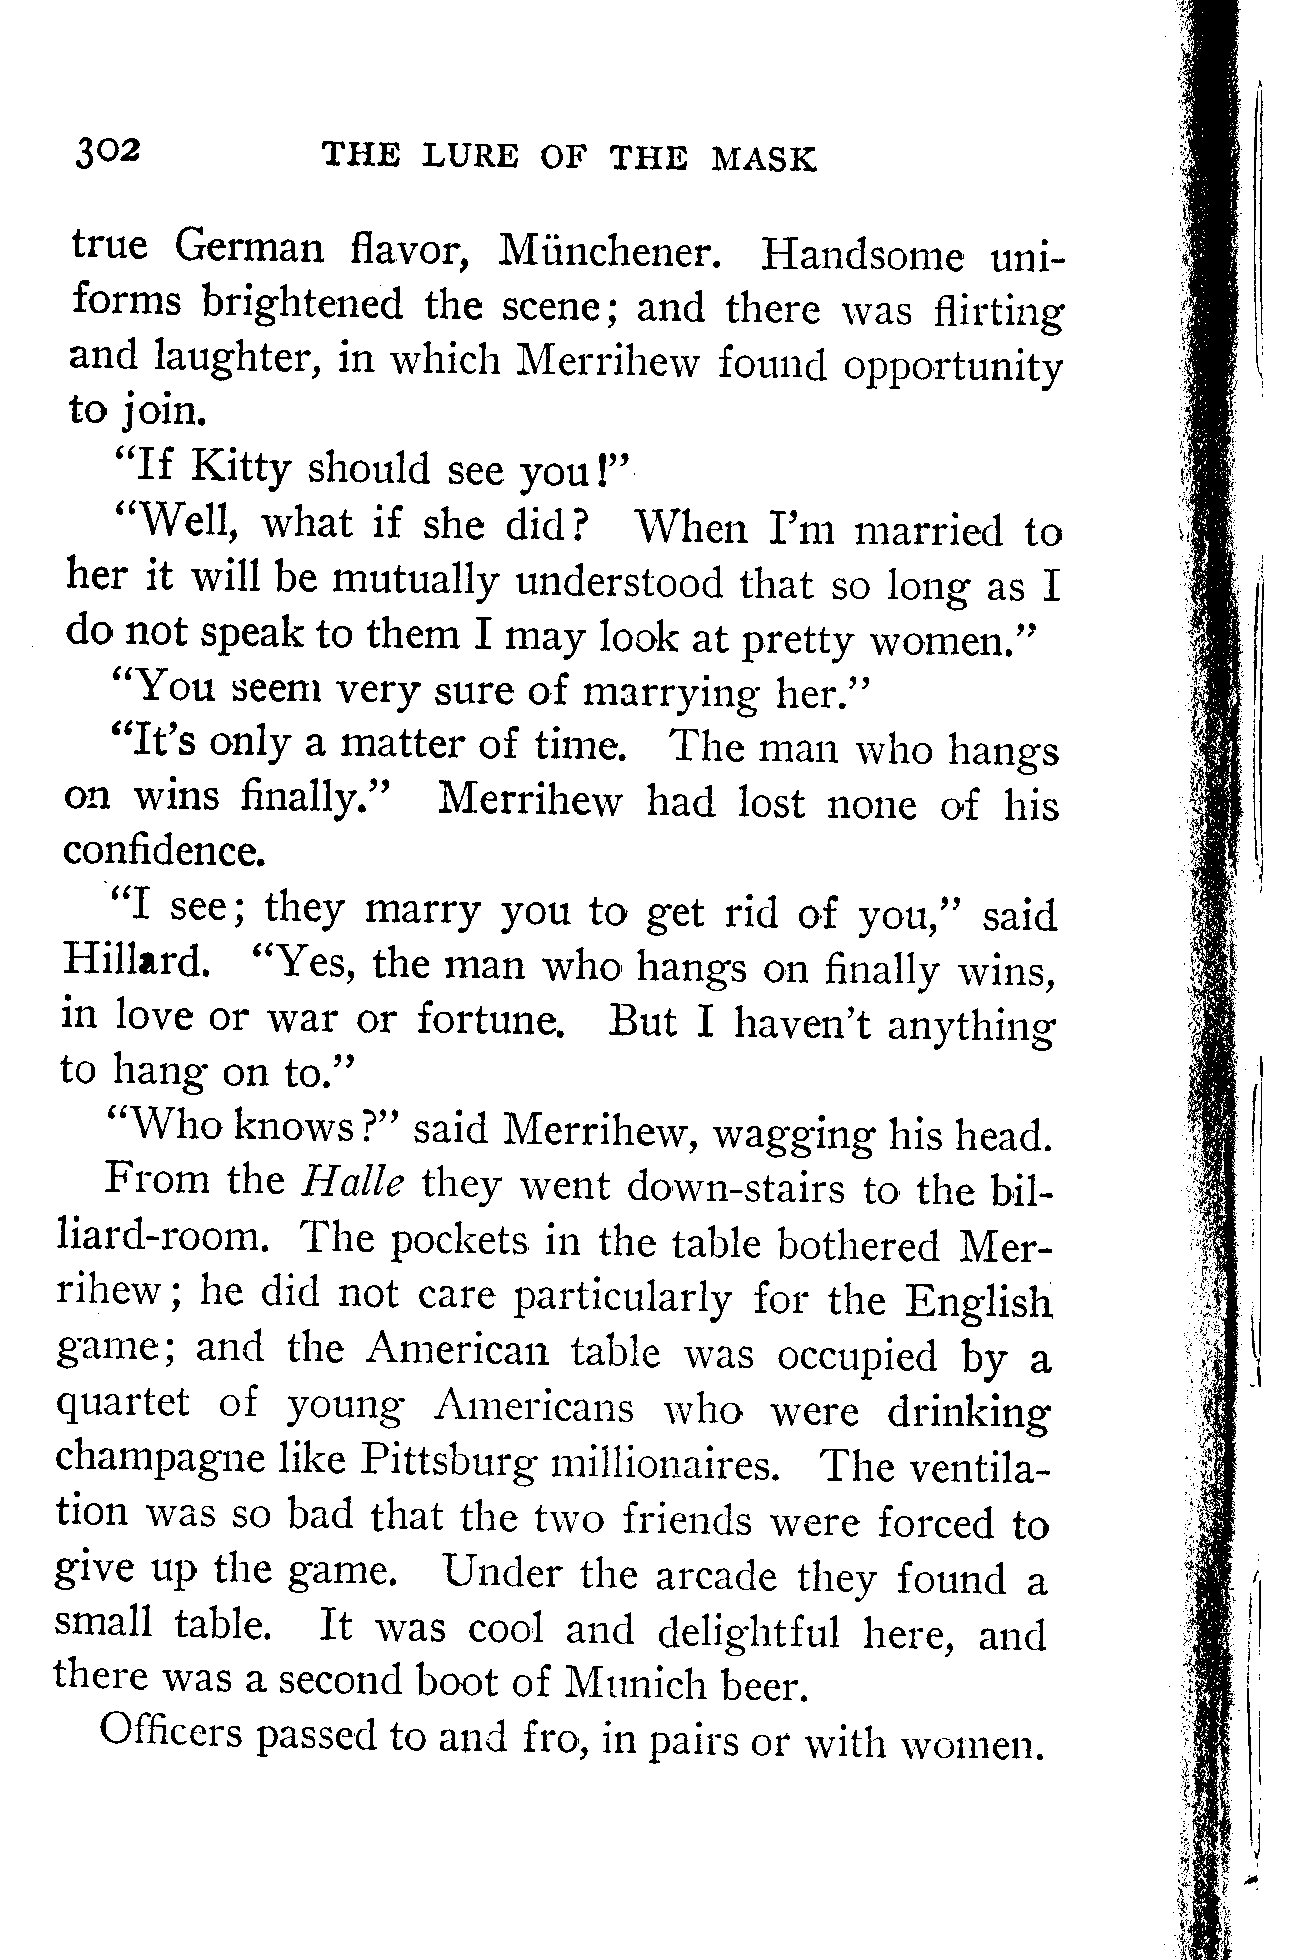 302 THE LURE OF THE MASK
true German flavor, Münchener. Handsome uni-
forms brightened the scene; and there was flirting
and laughter, in which Merrihew found opportunity
to join.
“If Kitty should see you!”
“Well, what if she did? When I’m married to
her it will be mutually understood that so long as I
do not speak to them I may look at pretty women.”
“You seem very sure of marrying her.”
“It’s only a matter of time. The man who hangs
on wins finally.” Merrihew had lost none of his
confidence.
“I see; they marry you to get rid of you,” said
Hillard. “Yes, the man who hangs on finally wins,
in love or war or fortune. But I haven’t anything
to hang on to.”
“Who knows?” said Merrihew, wagging his head.
From the Halle they went down-stairs to the bil-
liard-room. The pockets in the table bothered Mer-
rihew; he did not care particularly for the English
game; and the American table was occupied by a
quartet of young Americans who were drinking
champagne like Pittsburg millionaires. The ventila-
tion was so bad that the two friends were forced to
give up the game. Under the arcade they found a
small table. It was cool and delightful here, and
there was a second boot of Munich beer.
Officers passed to and fro, in pairs or with women.